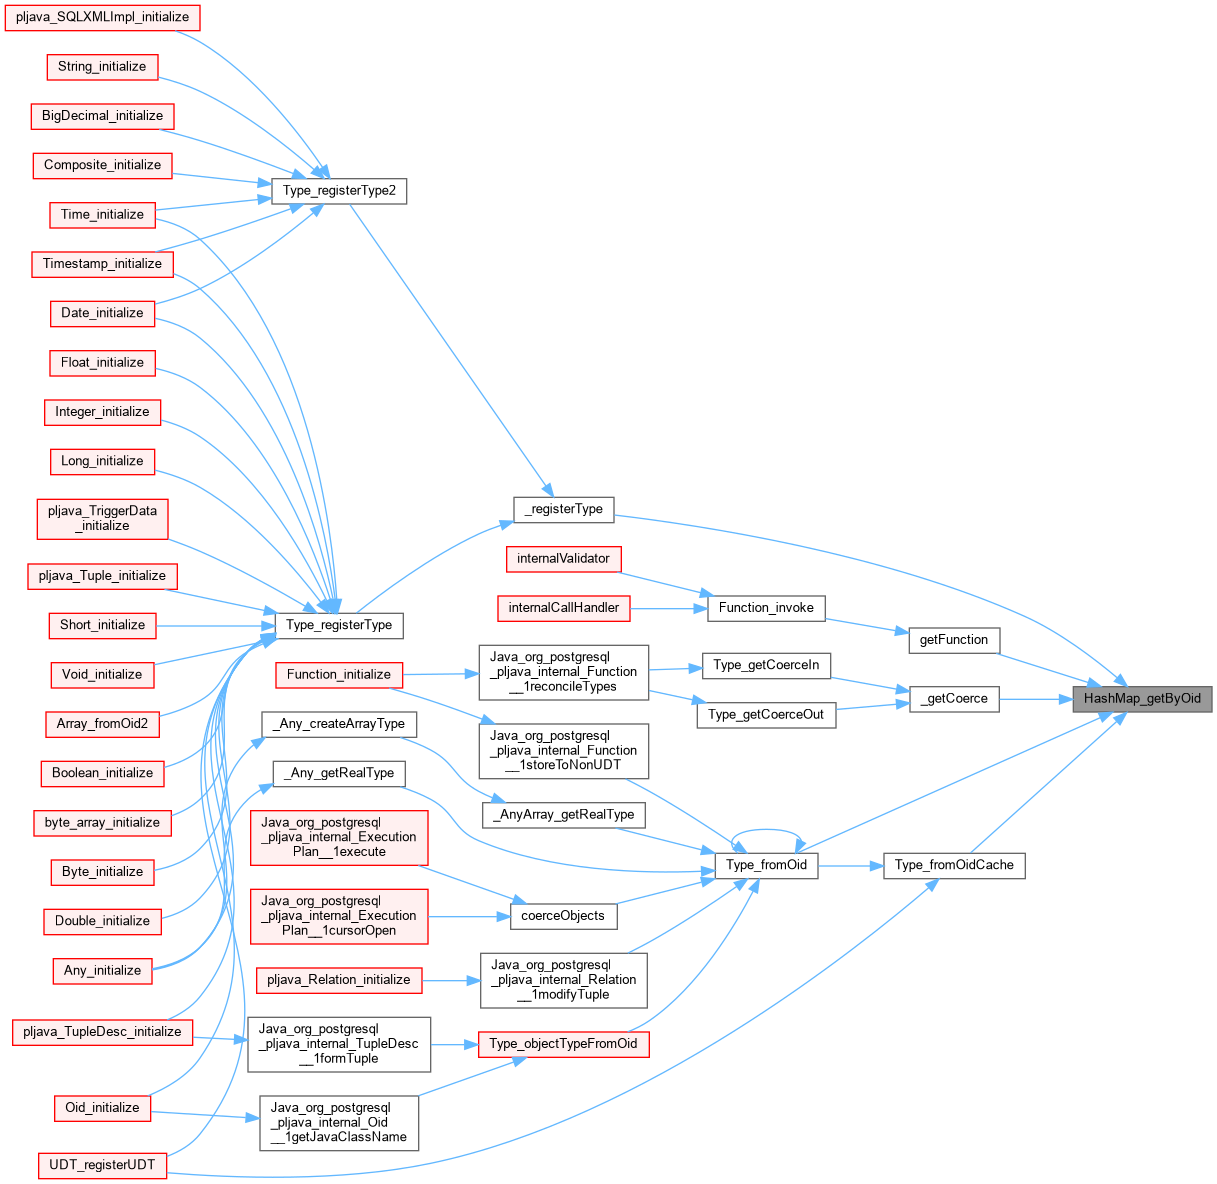 pljava_SQLXMLImpl_initialize
String_initialize
BigDecimal_initialize
Composite_initialize
Type_registerType2
Time_initialize
Timestamp_initialize
Date_initialize
Float_initialize
Integer_initialize
Long_initialize
pljava_TriggerData
_initialize
_registerType
internalValidator
pljava_Tuple_initialize
internalCallHandler
Function_invoke
Short_initialize
Type_registerType
getFunction
Void_initialize
Function_initialize
Java_org_postgresql
_pljava_internal_Function
__1reconcileTypes
Type_getCoerceIn
_getCoerce
HashMap_getByOid
Type_getCoerceOut
Array_fromOid2
_Any_createArrayType
Java_org_postgresql
_pljava_internal_Function
__1storeToNonUDT
Boolean_initialize
_Any_getRealType
byte_array_initialize
_AnyArray_getRealType
Java_org_postgresql
_pljava_internal_Execution
Plan__1execute
Byte_initialize
Type_fromOid
Type_fromOidCache
Double_initialize
Java_org_postgresql
_pljava_internal_Execution
Plan__1cursorOpen
coerceObjects
Any_initialize
pljava_Relation_initialize
Java_org_postgresql
_pljava_internal_Relation
__1modifyTuple
pljava_TupleDesc_initialize
Java_org_postgresql
_pljava_internal_TupleDesc
__1formTuple
Type_objectTypeFromOid
Oid_initialize
Java_org_postgresql
_pljava_internal_Oid
__1getJavaClassName
UDT_registerUDT